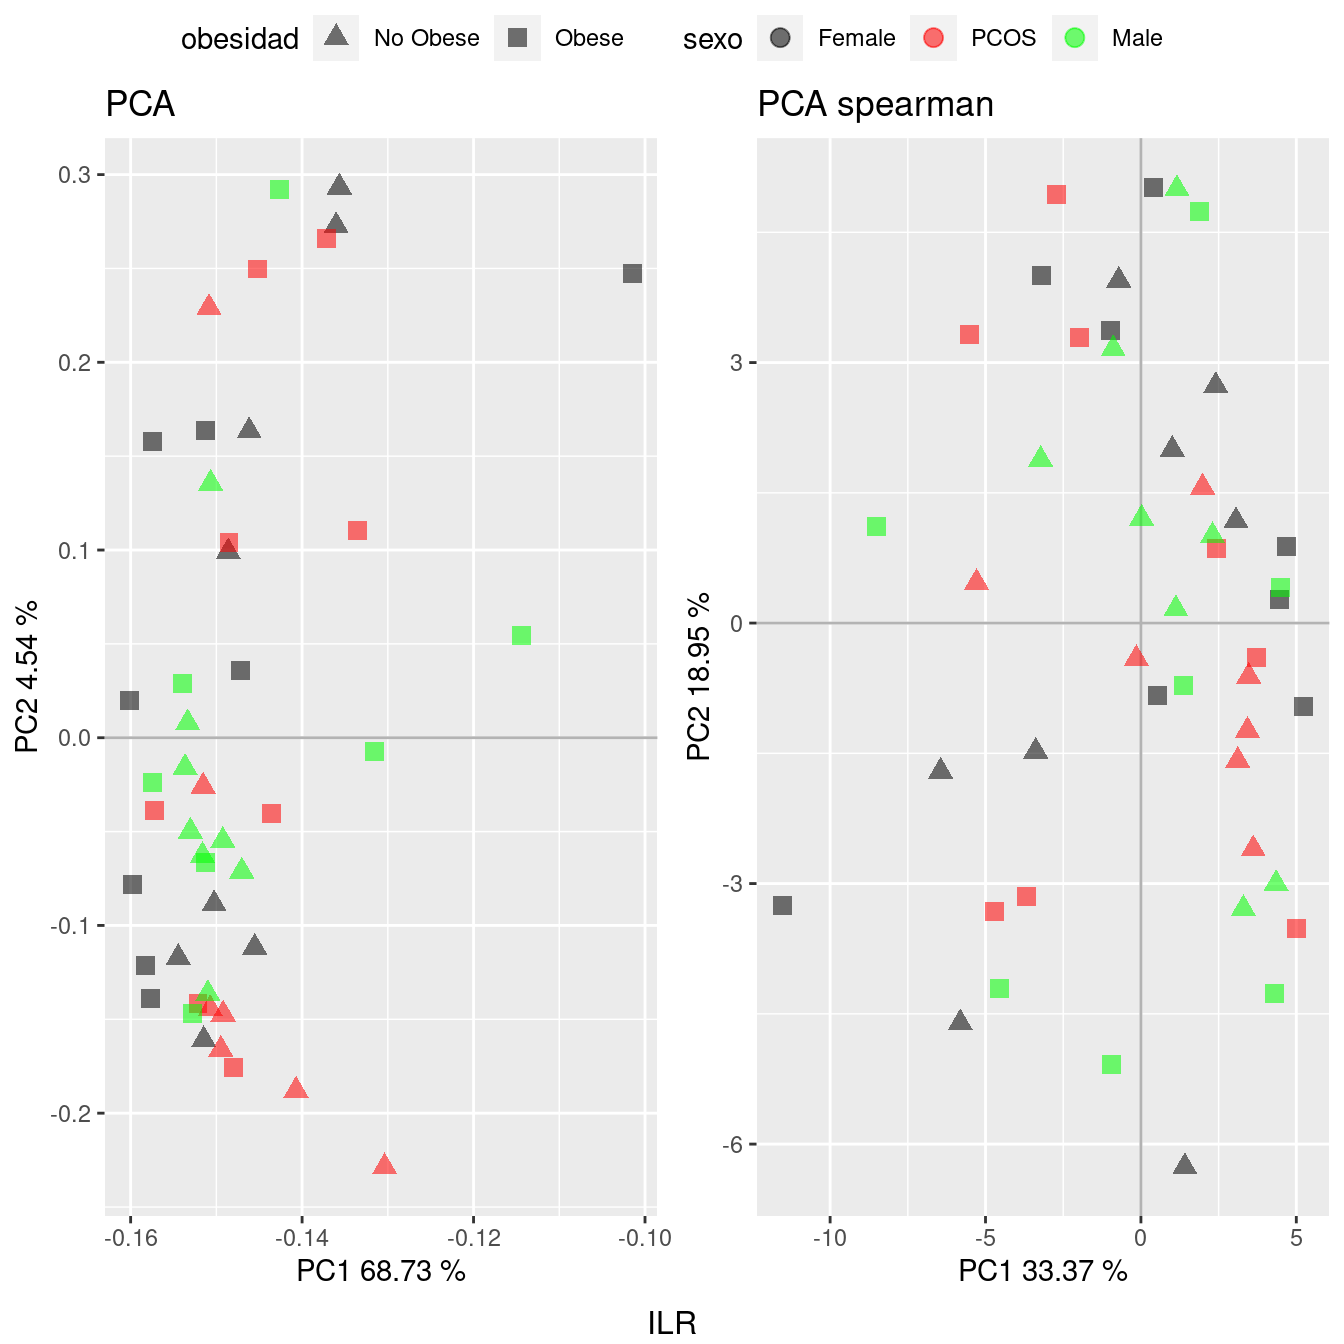 obesidad No Obese Obese sexo Female PCOS Male
PCA
0.3
0.2
0.1
0.0
-0.1
-0.2
PC2 4.54 %
-0.16 -0.14 -0.12 -0.10
PC1 68.73 %
PCA spearman
3
0
-3
-6
PC2 18.95 %
-10 -5 0 5
PC1 33.37 %
ILR